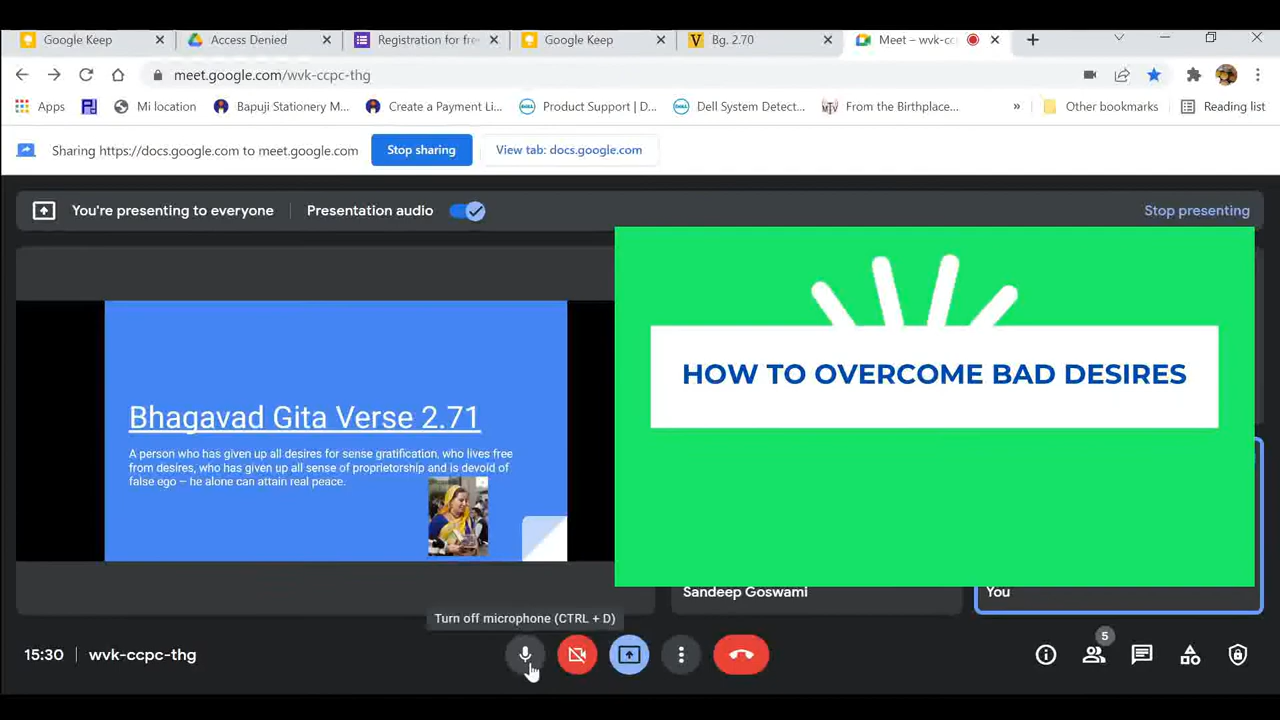 Google Keep
Access Denied
Registration for fre
Google Keep
Bg. 2.70
Meet – wvk-cc
meet.google.com/wvk-ccpc-thg
Apps
Mi location
Bapuji Stationery M...
Create a Payment Li...
Product Support | D...
Dell System Detect...
From the Birthplace...
»
Other bookmarks
Reading list
Sharing https://docs.google.com to meet.google.com
Stop sharing
View tab: docs.google.com
You're presenting to everyone
Presentation audio
Stop presenting
HOW TO OVERCOME BAD DESIRES
Bhagavad Gita Verse 2.71
A person who has given up all desires for sense gratification, who lives free
from desires, who has given up all sense of proprietorship and is devoid of
false ego – he alone can attain real peace.
Sandeep Goswami
You
Turn off microphone (CTRL + D)
5
15:30
wvk-ccpc-thg